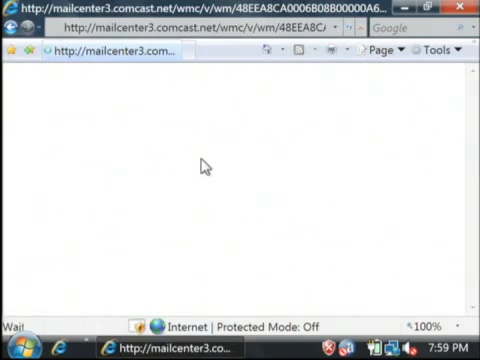 http://mailcenter3.comcast.net/wmc/v/wm/48EEA8CA0006B08B00000A6...
http://mailcenter3.comcast.net/wmc/v/wm/48EEA8CA
Google
http://mailcenter3.com...
Page
Tools
Wait
Internet | Protected Mode: Off
100%
http://mailcenter3.co...
7:59 PM